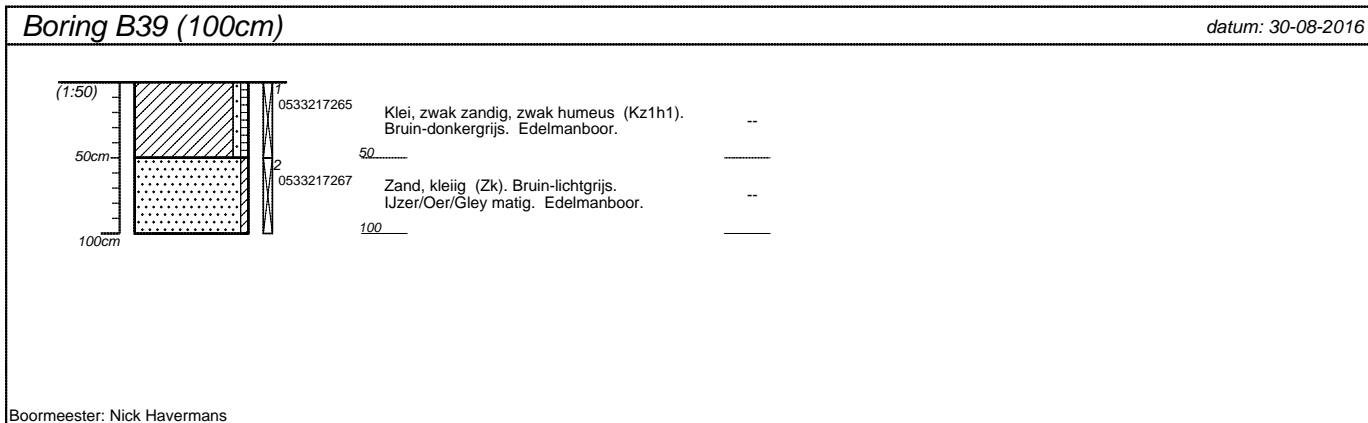 Boring B39 (100cm)
datum: 30-08-2016
(1:50)
1
0533217265
Klei, zwak zandig, zwak humeus (Kz1h1).
Bruin-donkergrijs. Edelmanboor.
--
50cm
50
2
0533217267
Zand, kleiig (Zk). Bruin-lichtgrijs.
IJzer/Oer/Gley matig. Edelmanboor.
--
100cm
100
Boormeester: Nick Havermans